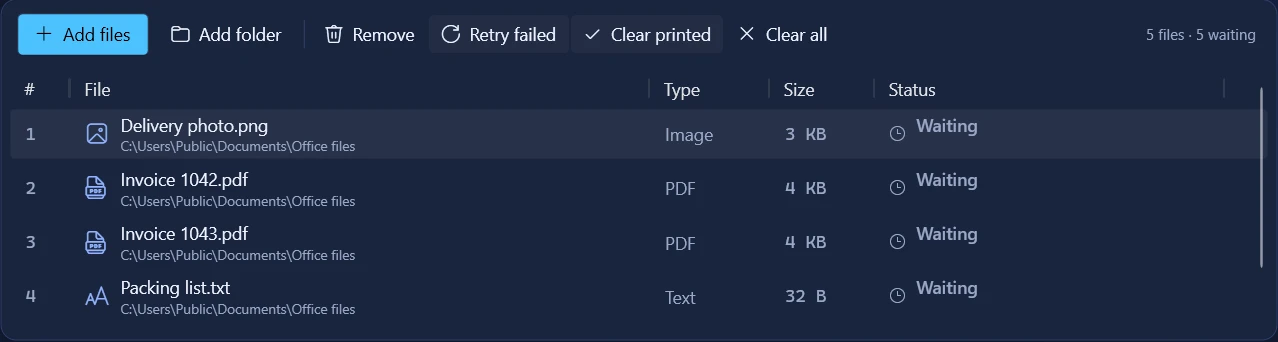 Add files Add folder Remove Retry failed Clear printed Clear all 5 files · 5 waiting
# File Type Size Status
1 Delivery photo.png Image 3 KB Waiting
C:\Users\Public\Documents\Office files
2 Invoice 1042.pdf PDF 4 KB Waiting
C:\Users\Public\Documents\Office files
3 Invoice 1043.pdf PDF 4 KB Waiting
C:\Users\Public\Documents\Office files
4 Packing list.txt Text 32 B Waiting
C:\Users\Public\Documents\Office files